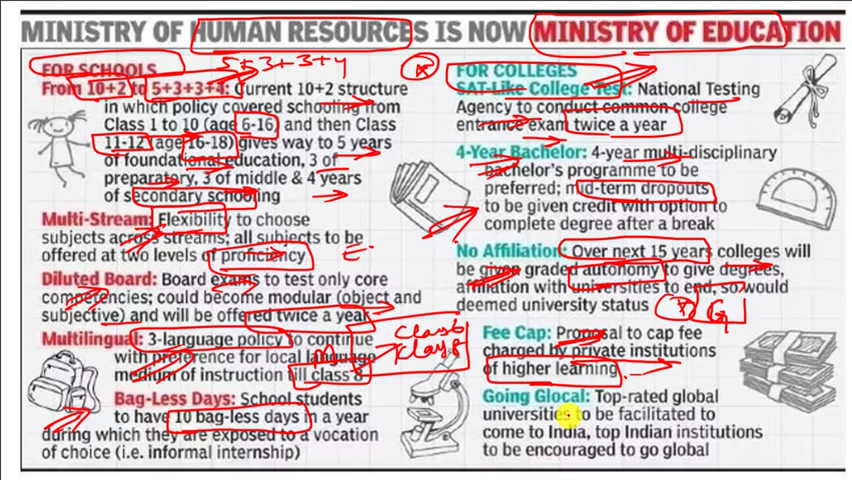 MINISTRY OF HUMAN RESOURCES IS NOW MINISTRY OF EDUCATION
5+3+3+4
FOR SCHOOLS
From 10+2 to 5+3+3+4: Current 10+2 structure
in which policy covered schooling from
Class 1 to 10 (age 6-16) and then Class
11-12 (age 16-18) gives way to 5 years
of foundational education, 3 of
preparatory, 3 of middle & 4 years
of secondary schooling
Multi-Stream: Flexibility to choose
subjects across streams; all subjects to be
offered at two levels of proficiency
Diluted Board: Board exams to test only core
competencies; could become modular (object and
subjective) and will be offered twice a year
Multilingual: 3-language policy to continue
with preference for local language
medium of instruction till class 8
class 6
class 8
Bag-Less Days: School students
to have 10 bag-less days in a year
during which they are exposed to a vocation
of choice (i.e. informal internship)
FOR COLLEGES
SAT-Like College Test: National Testing
Agency to conduct common college
entrance exam twice a year
4-Year Bachelor: 4-year multi-disciplinary
bachelor's programme to be
preferred; mid-term dropouts
to be given credit with option to
complete degree after a break
No Affiliation: Over next 15 years colleges will
be given graded autonomy to give degrees,
affiliation with universities to end, so would
deemed university status
Fee Cap: Proposal to cap fee
charged by private institutions
of higher learning
Going Glocal: Top-rated global
universities to be facilitated to
come to India, top Indian institutions
to be encouraged to go global